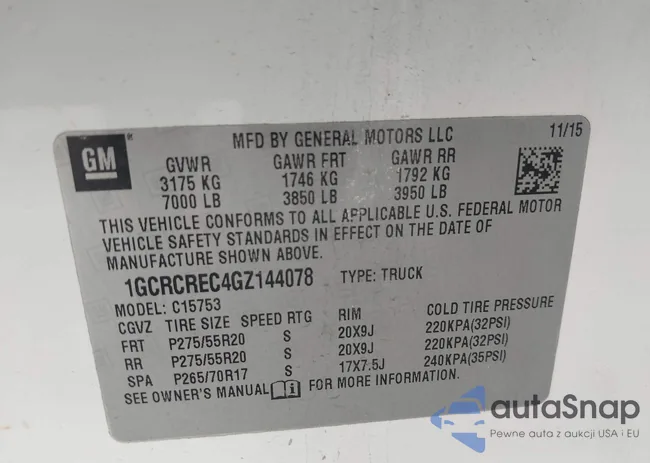 GM
MFD BY GENERAL MOTORS LLC 11/15
GVWR GAWR FRT GAWR RR
3175 KG 1746 KG 1792 KG
7000 LB 3850 LB 3950 LB
THIS VEHICLE CONFORMS TO ALL APPLICABLE U.S. FEDERAL MOTOR
VEHICLE SAFETY STANDARDS IN EFFECT ON THE DATE OF
MANUFACTURE SHOWN ABOVE.
1GCRCREC4GZ144078 TYPE: TRUCK
MODEL: C15753
CGVZ TIRE SIZE SPEED RTG RIM COLD TIRE PRESSURE
FRT P275/55R20 S 20X9J 220KPA(32PSI)
RR P275/55R20 S 20X9J 220KPA(32PSI)
SPA P265/70R17 S 17X7.5J 240KPA(35PSI)
SEE OWNER'S MANUAL FOR MORE INFORMATION.
autaSnap
Pewne auta z aukcji USA i EU